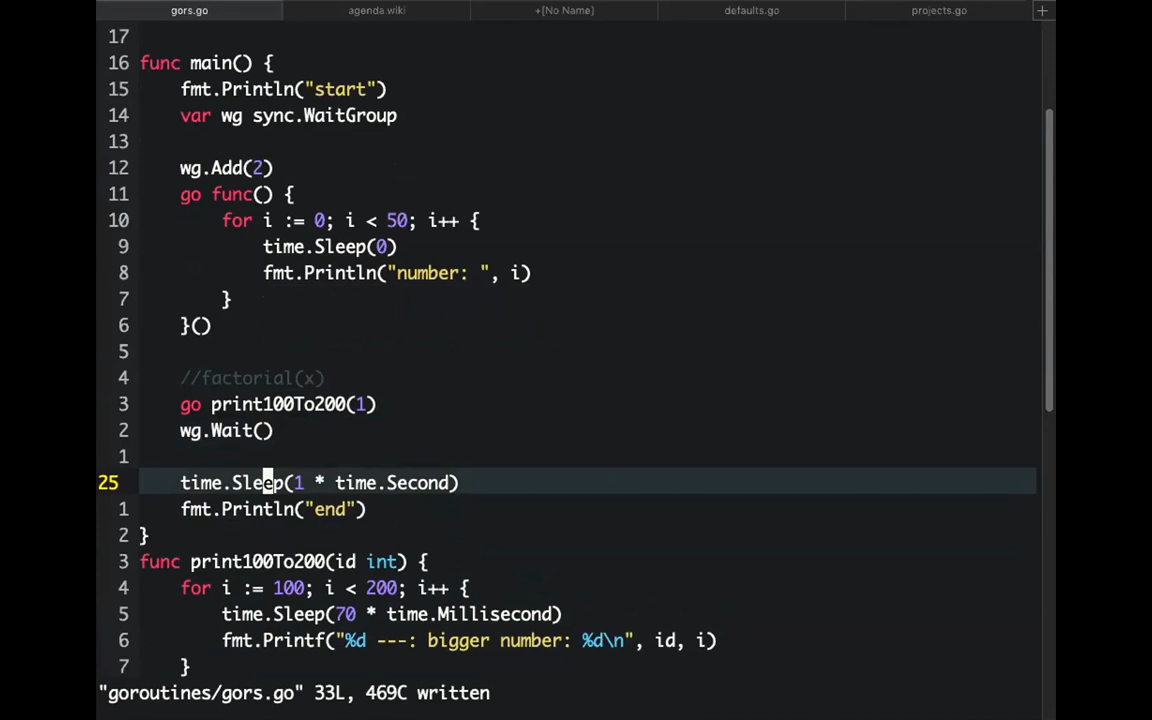 gors.go agenda.wiki +[No Name] defaults.go projects.go +
17
16 func main() {
15 fmt.Println("start")
14 var wg sync.WaitGroup
13
12 wg.Add(2)
11 go func() {
10 for i := 0; i < 50; i++ {
9 time.Sleep(0)
8 fmt.Println("number: ", i)
7 }
6 }()
5
4 //factorial(x)
3 go print100To200(1)
2 wg.Wait()
1
25 time.Sleep(1 * time.Second)
1 fmt.Println("end")
2 }
3 func print100To200(id int) {
4 for i := 100; i < 200; i++ {
5 time.Sleep(70 * time.Millisecond)
6 fmt.Printf("%d ---: bigger number: %d\n", id, i)
7 }
"goroutines/gors.go" 33L, 469C written